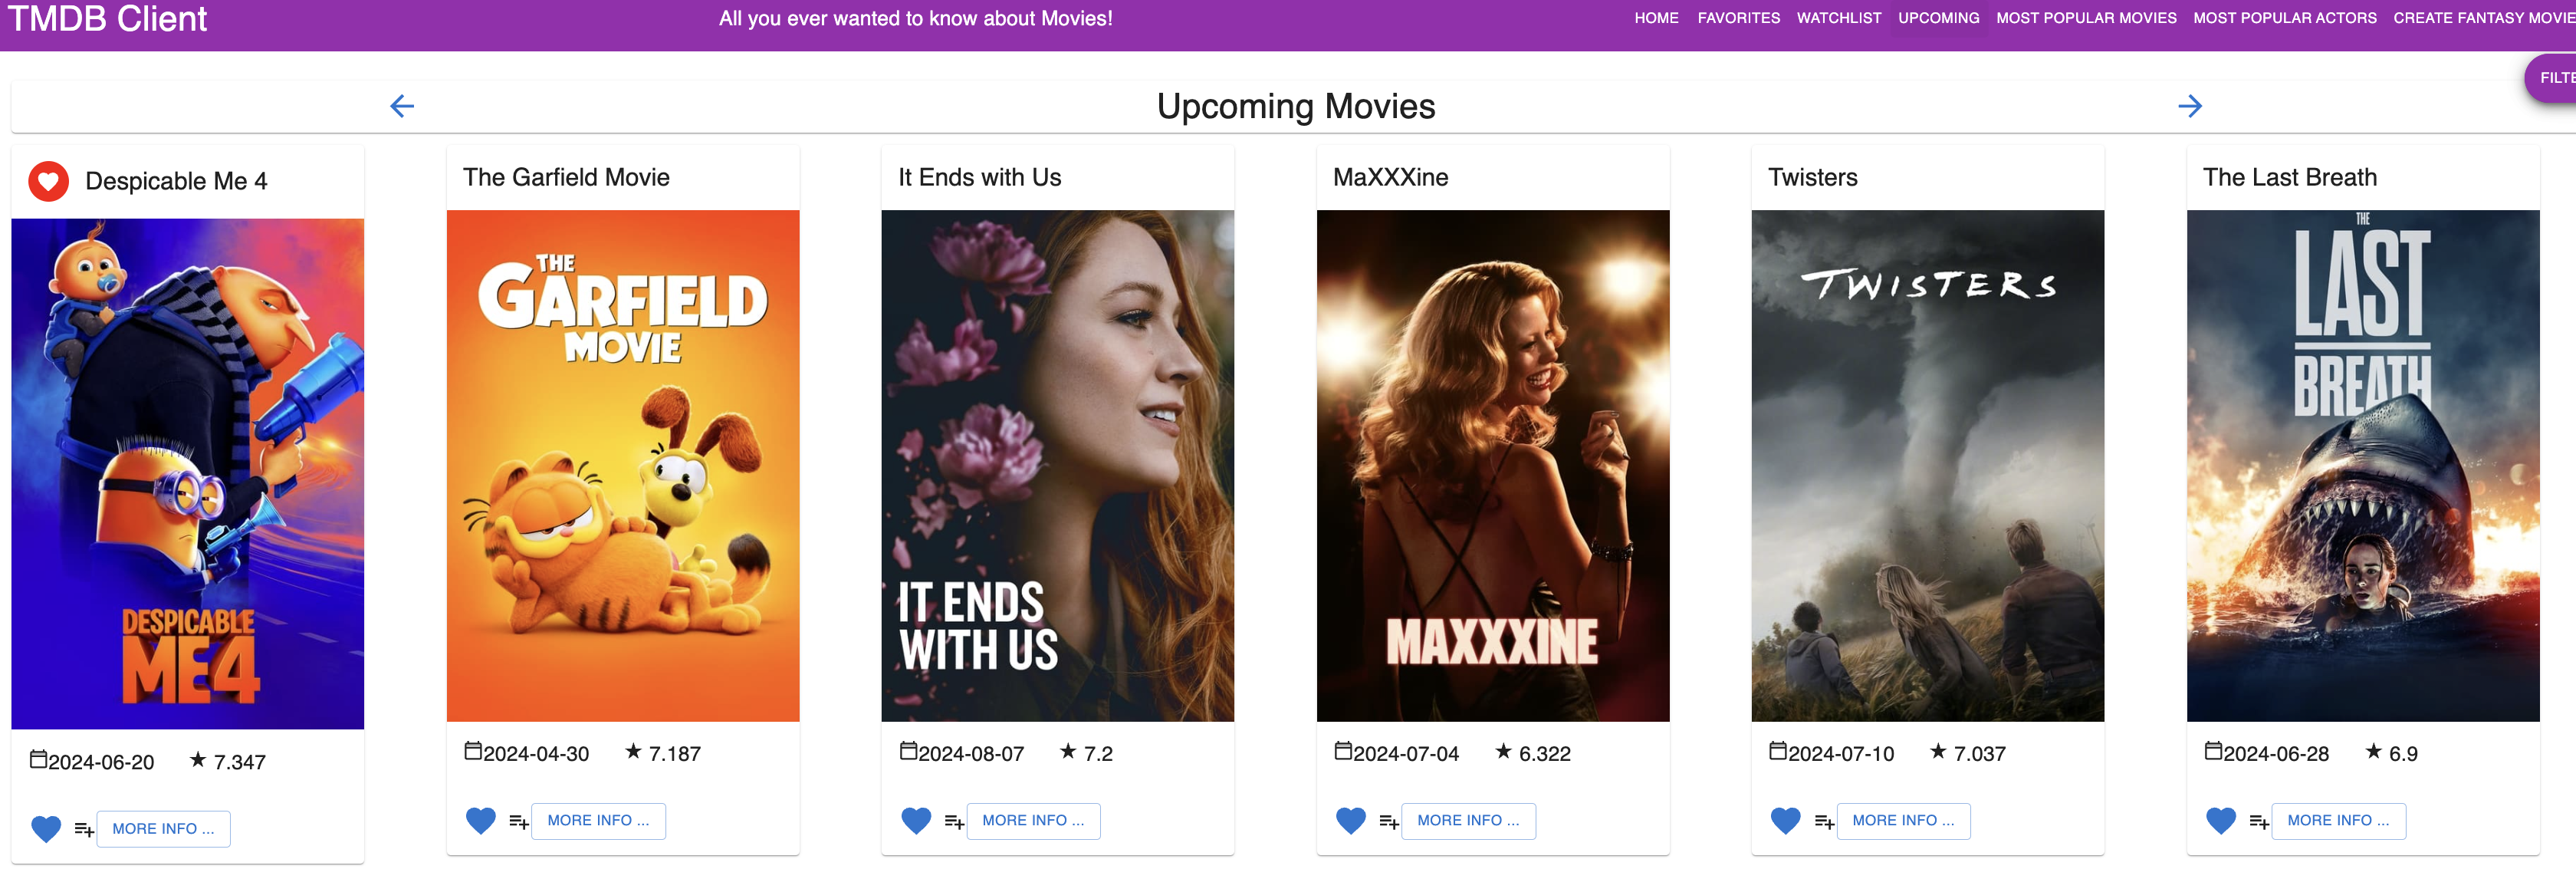 TMDB Client
All you ever wanted to know about Movies!
HOME FAVORITES WATCHLIST UPCOMING MOST POPULAR MOVIES MOST POPULAR ACTORS CREATE FANTASY MOVIE
FILTE
Upcoming Movies
Despicable Me 4
DESPICABLE
ME4
2024-06-20 ★ 7.347
MORE INFO ...
The Garfield Movie
THE
GARFIELD
MOVIE
2024-04-30 ★ 7.187
MORE INFO ...
It Ends with Us
IT ENDS
WITH US
2024-08-07 ★ 7.2
MORE INFO ...
MaXXXine
MAXXXINE
2024-07-04 ★ 6.322
MORE INFO ...
Twisters
TWISTERS
2024-07-10 ★ 7.037
MORE INFO ...
The Last Breath
THE
LAST
BREATH
2024-06-28 ★ 6.9
MORE INFO ...